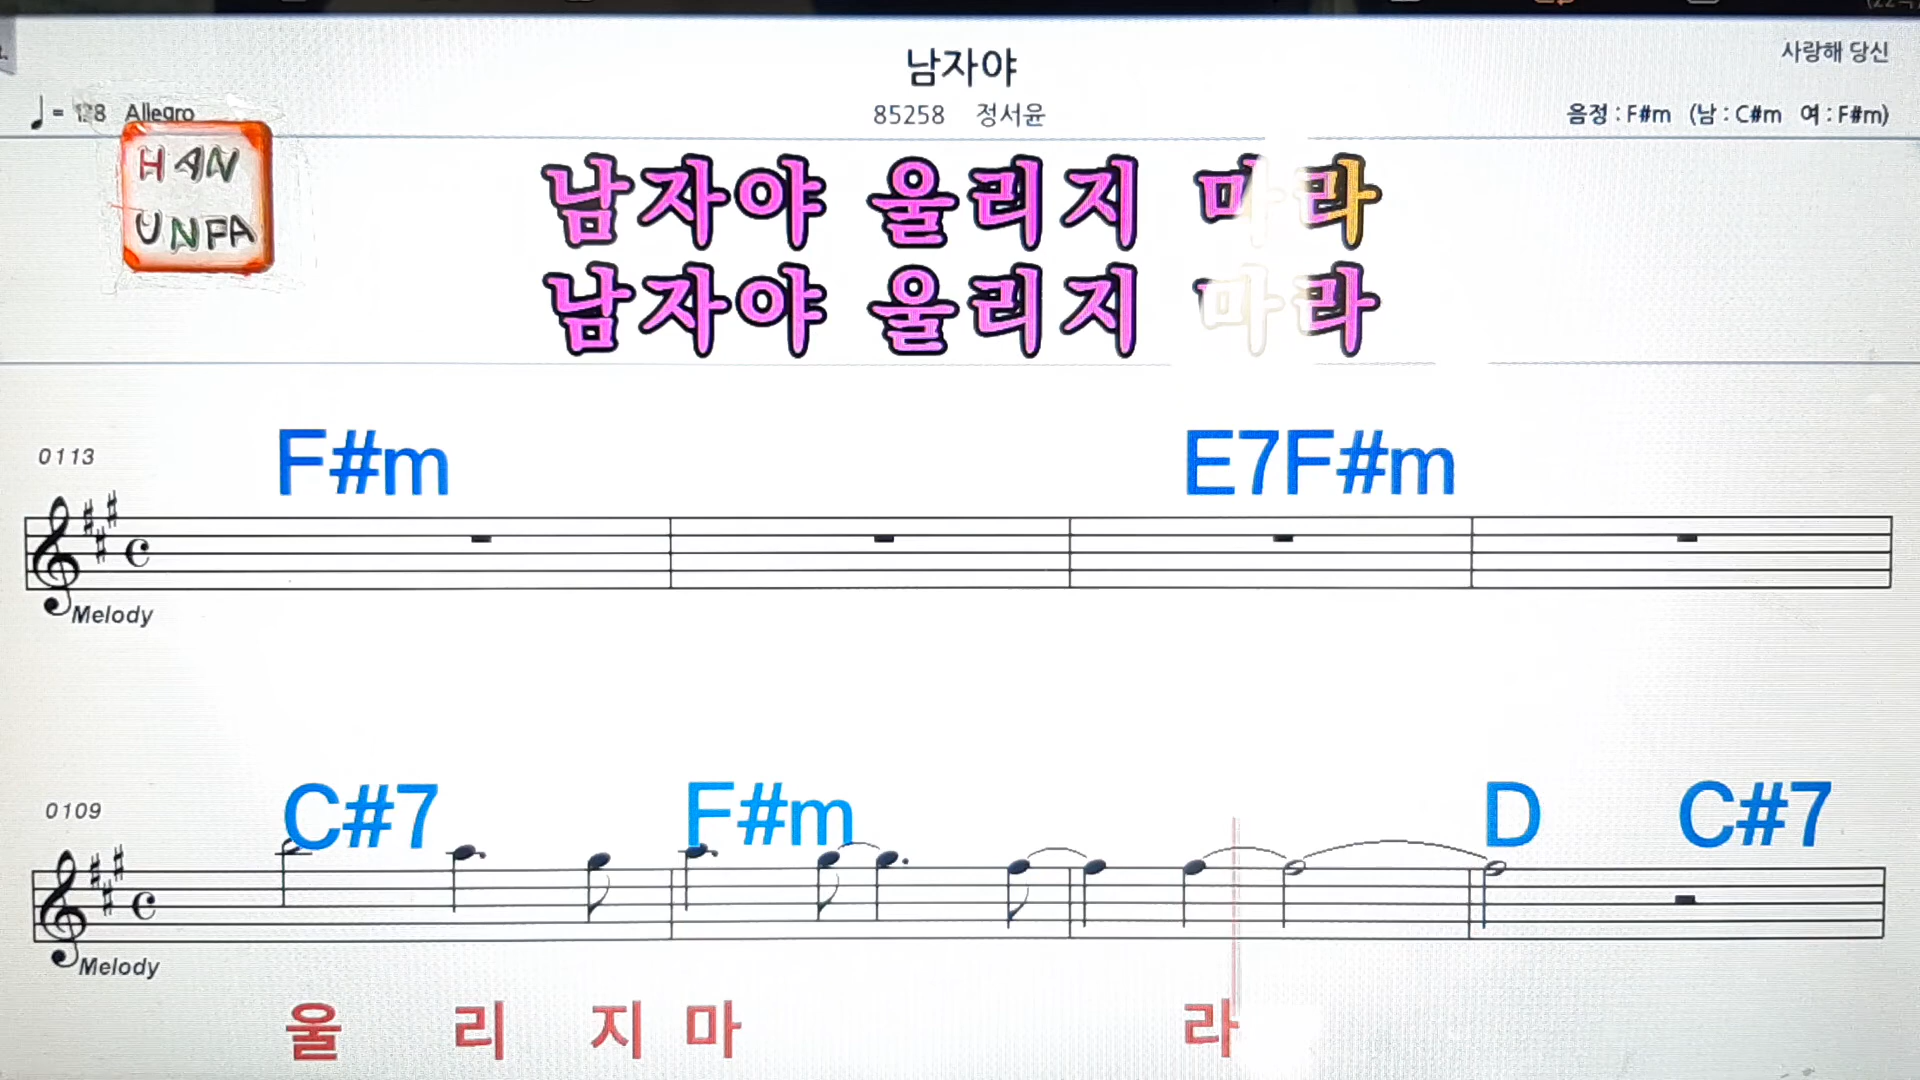 남자야
사랑해 당신
♩ = 128 Allegro
85258 정서윤
음정 : F#m (남 : C#m 여 : F#m)
HAN
UNFA
남자야 울리지 마라
남자야 울리지 마라
0113 F#m E7F#m
Melody
0109 C#7 F#m D C#7
Melody
울 리 지 마 라